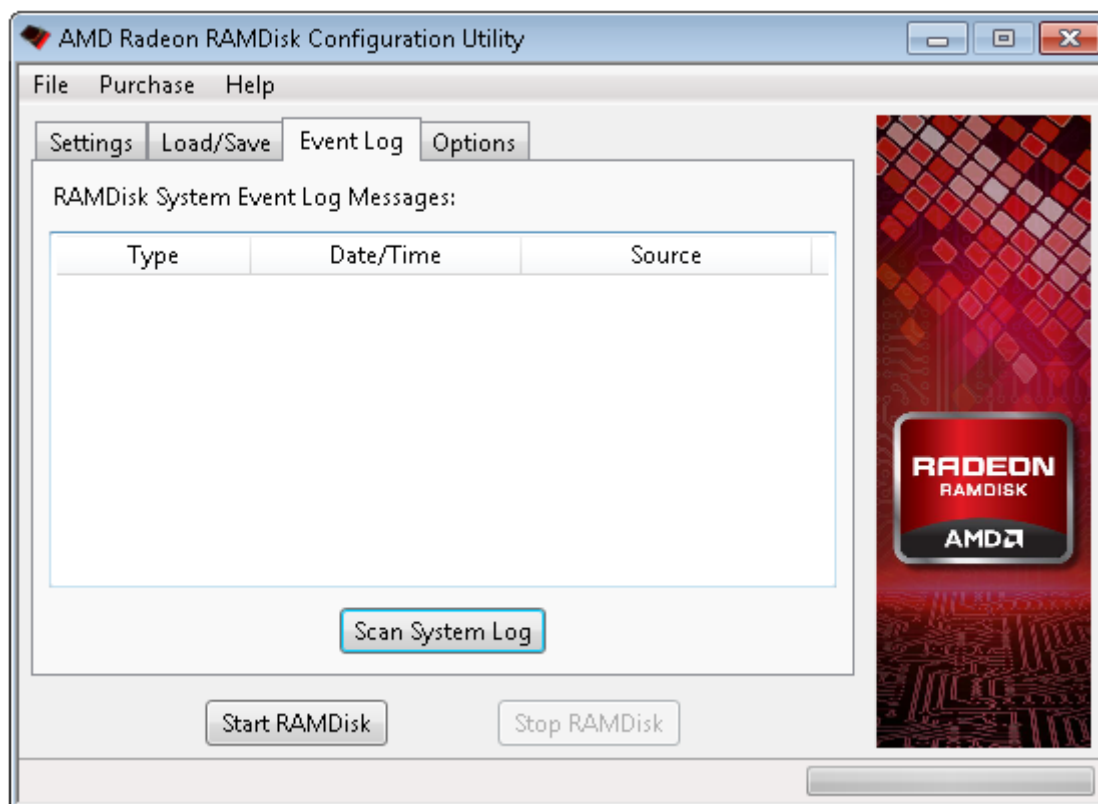 AMD Radeon RAMDisk Configuration Utility
File Purchase Help
Settings Load/Save Event Log Options
RAMDisk System Event Log Messages:
Type Date/Time Source
Scan System Log
Start RAMDisk Stop RAMDisk
RADEON
RAMDISK
AMD